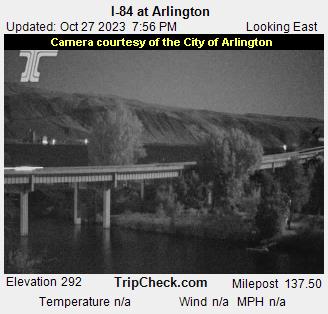 I-84 at Arlington
Updated: Oct 27 2023 7:56 PM Looking East
Camera courtesy of the City of Arlington
Elevation 292 TripCheck.com Milepost 137.50
Temperature n/a Wind n/a MPH n/a